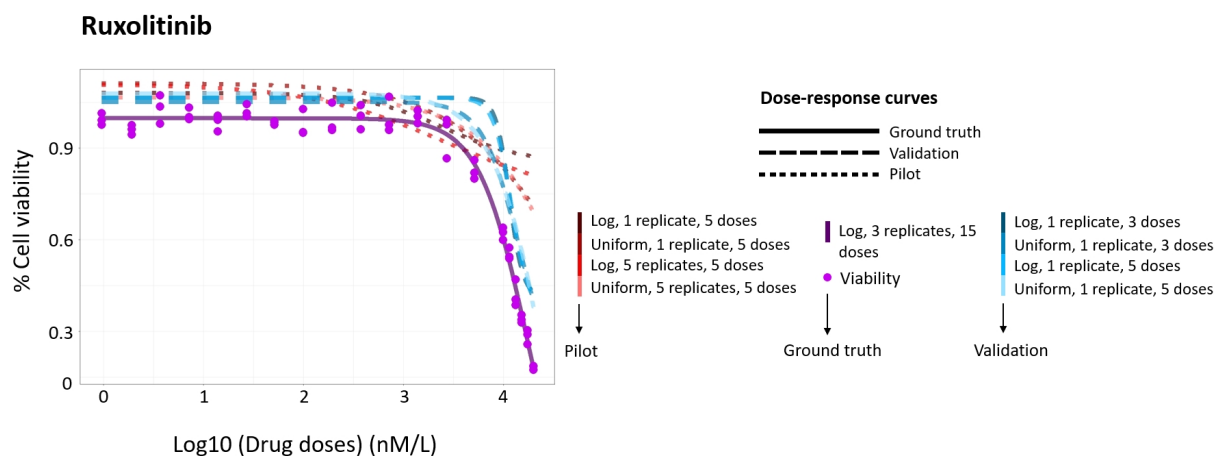 Ruxolitinib
% Cell viability
0.9
0.6
0.3
0
0
1
2
3
4
Log10 (Drug doses) (nM/L)
Dose-response curves
Ground truth
Validation
Pilot
Log, 1 replicate, 5 doses
Uniform, 1 replicate, 5 doses
Log, 5 replicates, 5 doses
Uniform, 5 replicates, 5 doses
Pilot
Log, 3 replicates, 15
doses
Viability
Ground truth
Log, 1 replicate, 3 doses
Uniform, 1 replicate, 3 doses
Log, 1 replicate, 5 doses
Uniform, 1 replicate, 5 doses
Validation